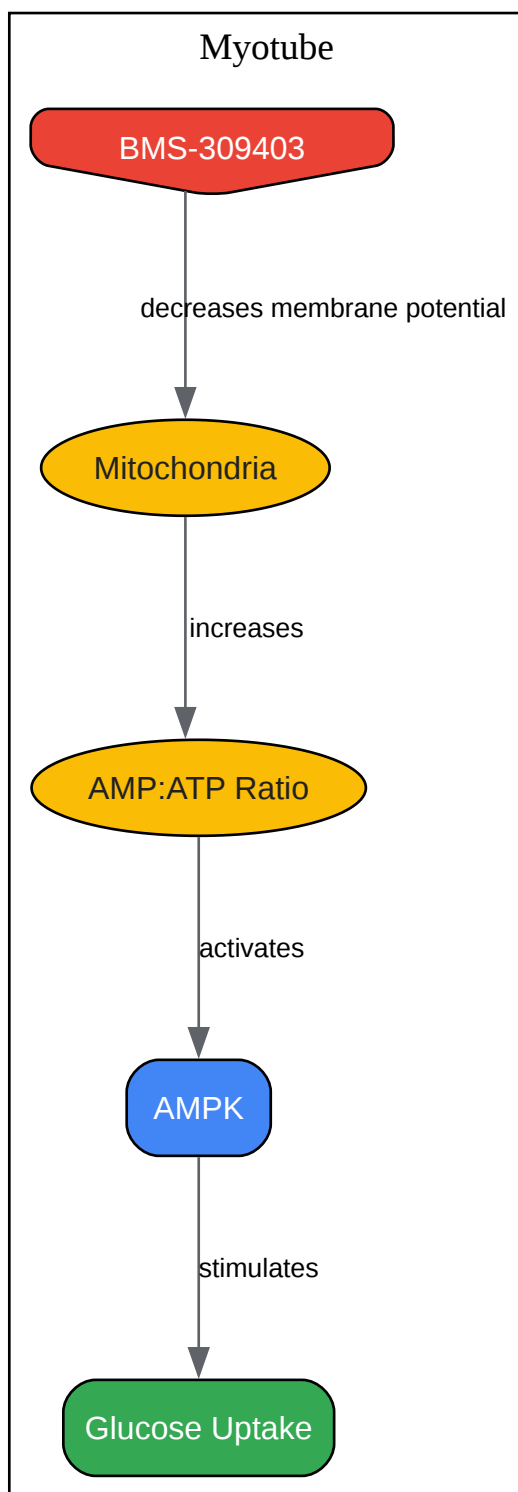 Myotube
BMS-309403
decreases membrane potential
Mitochondria
increases
AMP:ATP Ratio
activates
AMPK
stimulates
Glucose Uptake